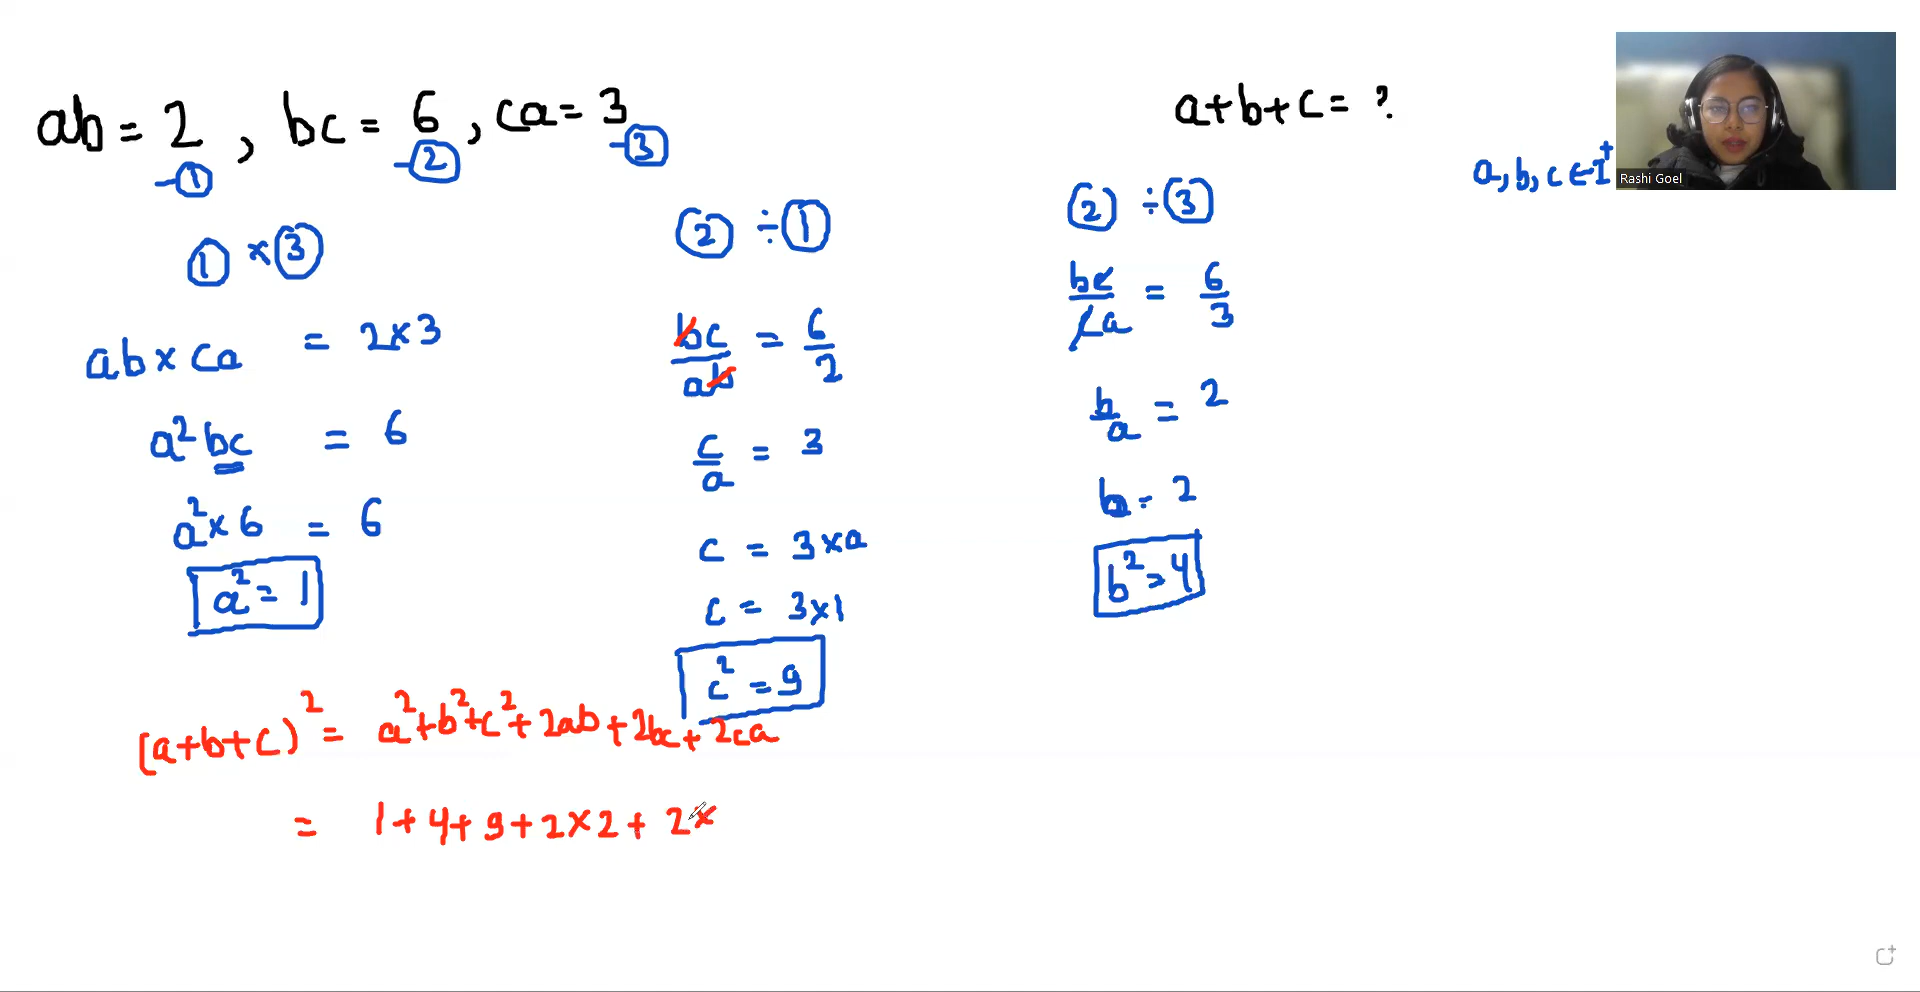 ab = 2 , bc = 6 , ca = 3
-① -② -③
a+b+c = ?
a, b, c ∈ I⁺
Rashi Goel
① × ③
ab × ca = 2×3
a²bc = 6
a² × 6 = 6
a² = 1
② ÷ ①
bc/ab = 6/2
c/a = 3
c = 3×a
c = 3×1
c² = 9
② ÷ ③
bc/ca = 6/3
b/a = 2
b = 2
b² = 4
(a+b+c)² = a²+b²+c²+2ab+2bc+2ca
= 1+4+9+2×2+2×